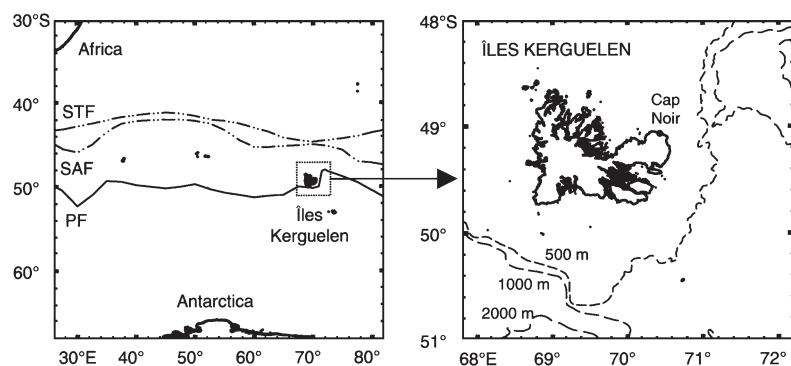 30°S
Africa
40°
STF
SAF
50°
PF
Îles
Kerguelen
60°
Antarctica
30°E 40° 50° 60° 70° 80°
48°S
ÎLES KERGUELEN
Cap
Noir
49°
50°
500 m
1000 m
2000 m
51°
68°E 69° 70° 71° 72°